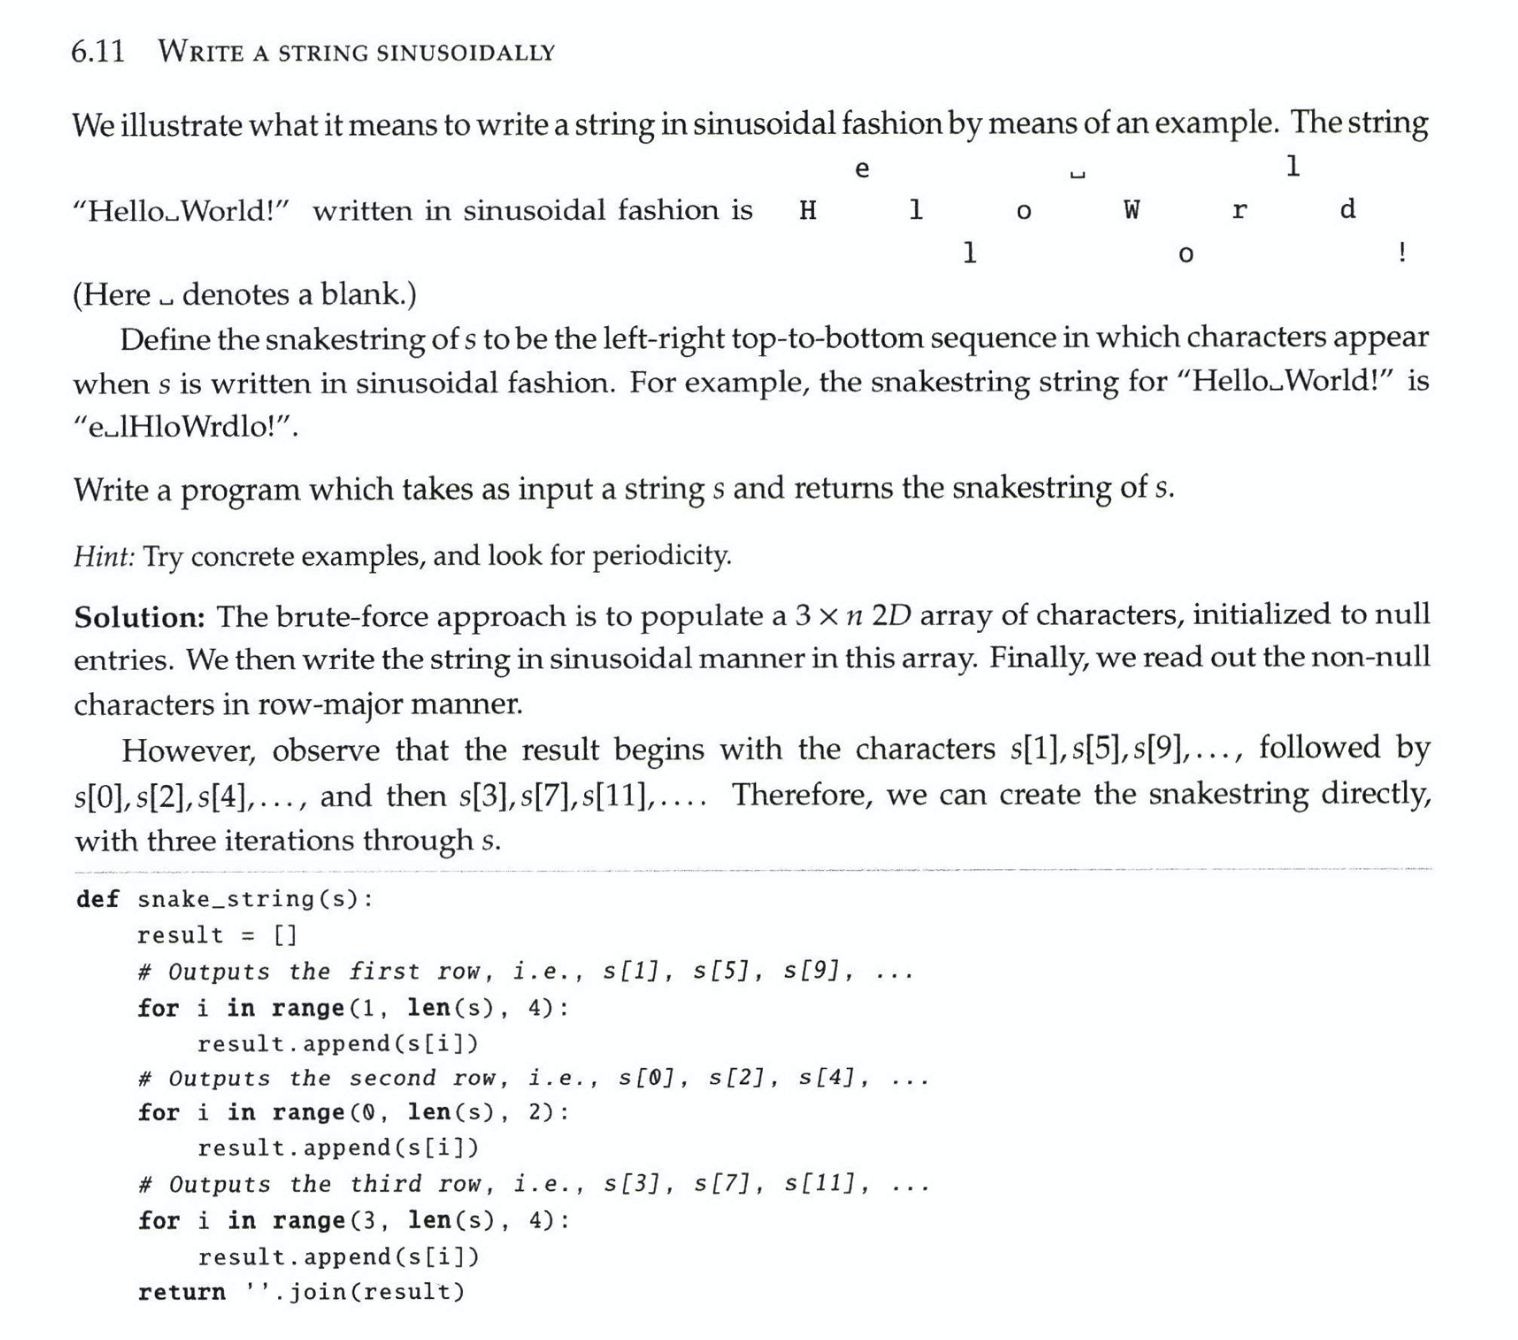 6.11 WRITE A STRING SINUSOIDALLY
We illustrate what it means to write a string in sinusoidal fashion by means of an example. The string
e ␣ l
“Hello␣World!” written in sinusoidal fashion is H l o W r d
l o !
(Here ␣ denotes a blank.)
Define the snakestring of s to be the left-right top-to-bottom sequence in which characters appear
when s is written in sinusoidal fashion. For example, the snakestring string for “Hello␣World!” is
“e␣lHloWrdlo!”.
Write a program which takes as input a string s and returns the snakestring of s.
Hint: Try concrete examples, and look for periodicity.
Solution: The brute-force approach is to populate a 3 × n 2D array of characters, initialized to null
entries. We then write the string in sinusoidal manner in this array. Finally, we read out the non-null
characters in row-major manner.
However, observe that the result begins with the characters s[1], s[5], s[9], . . ., followed by
s[0], s[2], s[4], . . ., and then s[3], s[7], s[11], . . . . Therefore, we can create the snakestring directly,
with three iterations through s.
def snake_string(s):
    result = []
    # Outputs the first row, i.e., s[1], s[5], s[9], ...
    for i in range(1, len(s), 4):
        result.append(s[i])
    # Outputs the second row, i.e., s[0], s[2], s[4], ...
    for i in range(0, len(s), 2):
        result.append(s[i])
    # Outputs the third row, i.e., s[3], s[7], s[11], ...
    for i in range(3, len(s), 4):
        result.append(s[i])
    return ''.join(result)